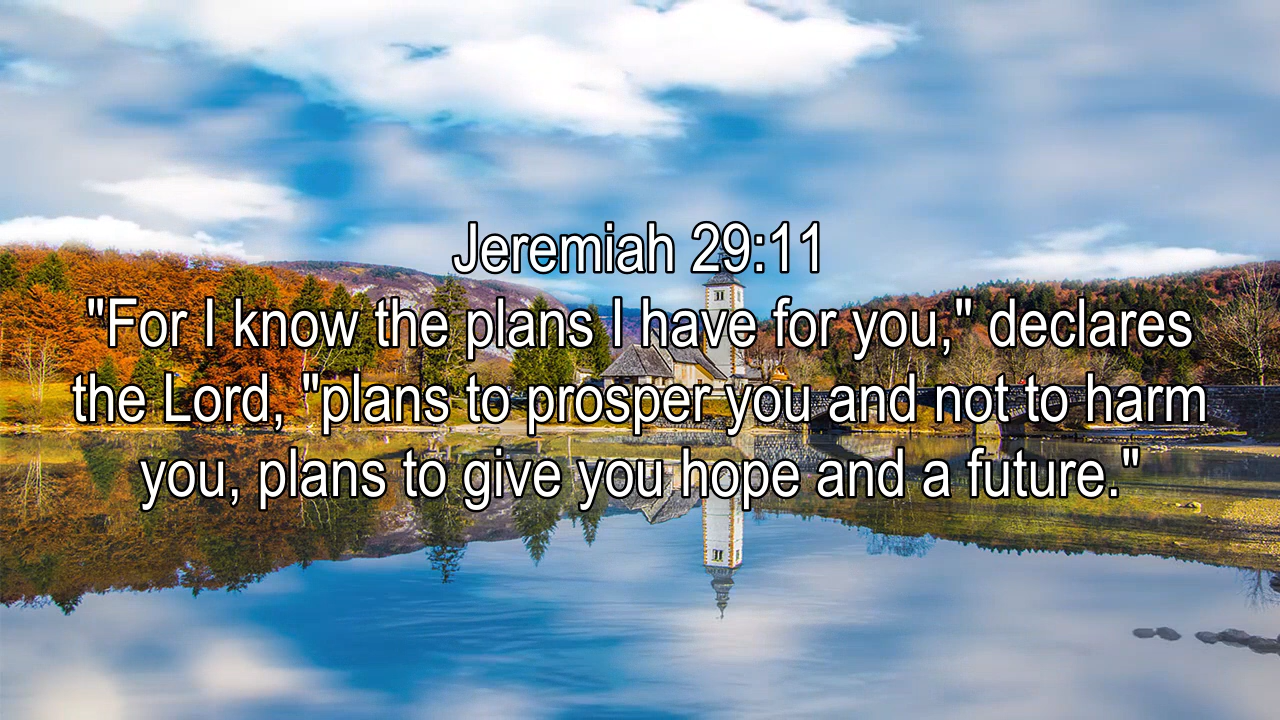 Jeremiah 29:11
"For I know the plans I have for you," declares
the Lord, "plans to prosper you and not to harm
you, plans to give you hope and a future."